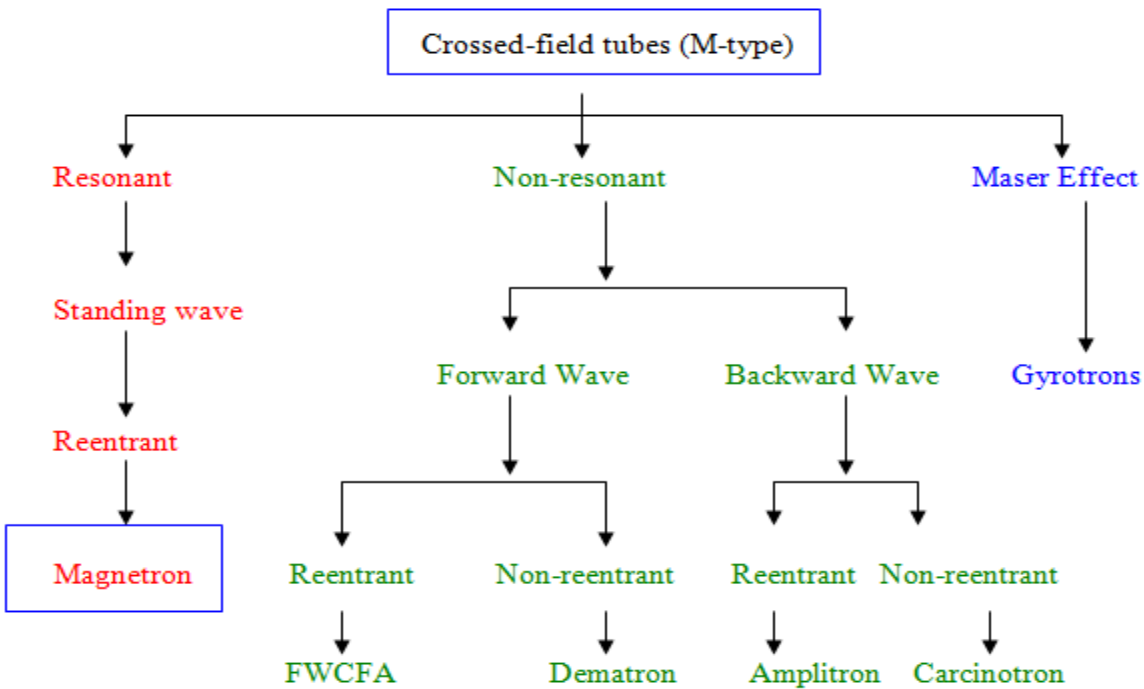 Crossed-field tubes (M-type)
Resonant
Non-resonant
Maser Effect
Standing wave
Forward Wave
Backward Wave
Gyrotrons
Reentrant
Magnetron
Reentrant
Non-reentrant
Reentrant
Non-reentrant
FWCFA
Dematron
Amplitron
Carcinotron